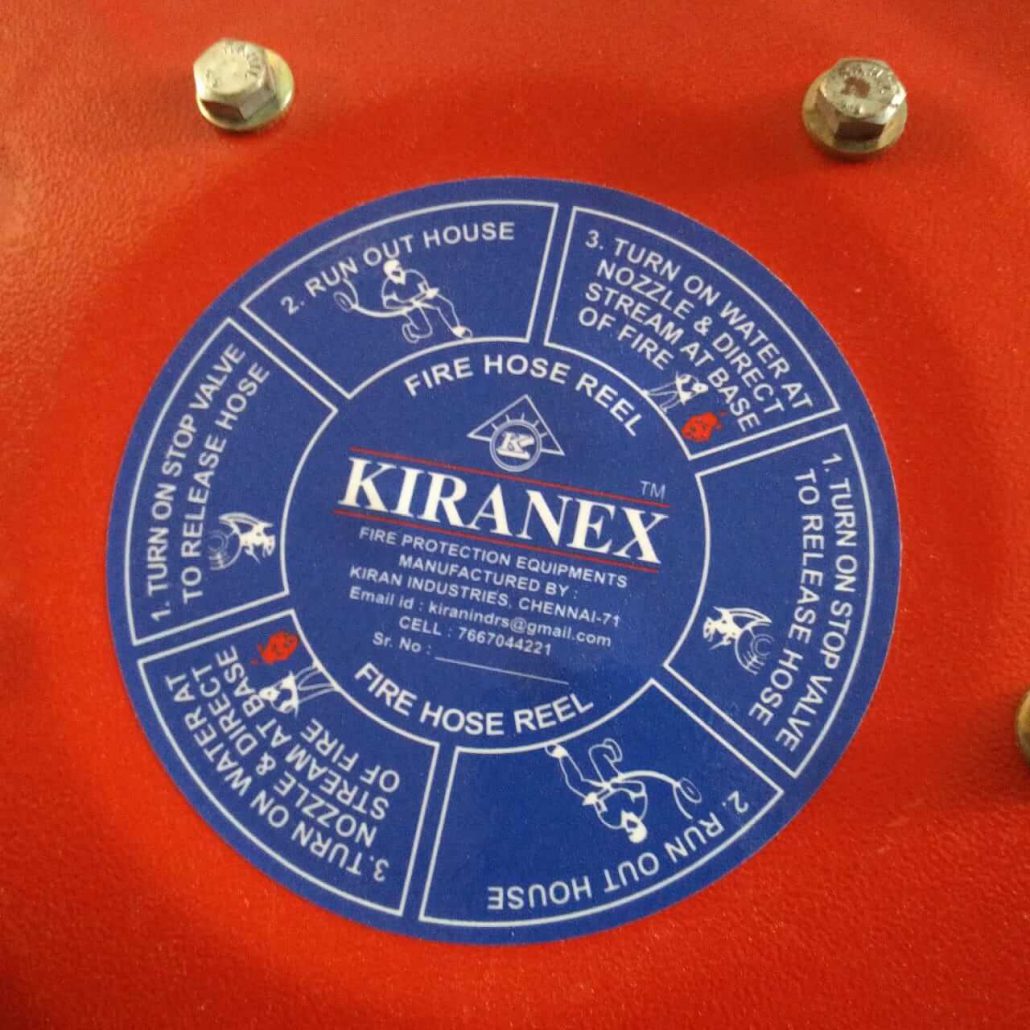 FIRE HOSE REEL
KIRANEX
TM
FIRE PROTECTION EQUIPMENTS
MANUFACTURED BY :
KIRAN INDUSTRIES, CHENNAI-71
Email id : kiranindrs@gmail.com
CELL : 7667044221
Sr. No :
FIRE HOSE REEL
1. TURN ON STOP VALVE
TO RELEASE HOSE
2. RUN OUT HOUSE
3. TURN ON WATER AT
NOZZLE & DIRECT
STREAM AT BASE
OF FIRE
1. TURN ON STOP VALVE
TO RELEASE HOSE
2. RUN OUT HOUSE
3. TURN ON WATER AT
NOZZLE & DIRECT
STREAM AT BASE
OF FIRE